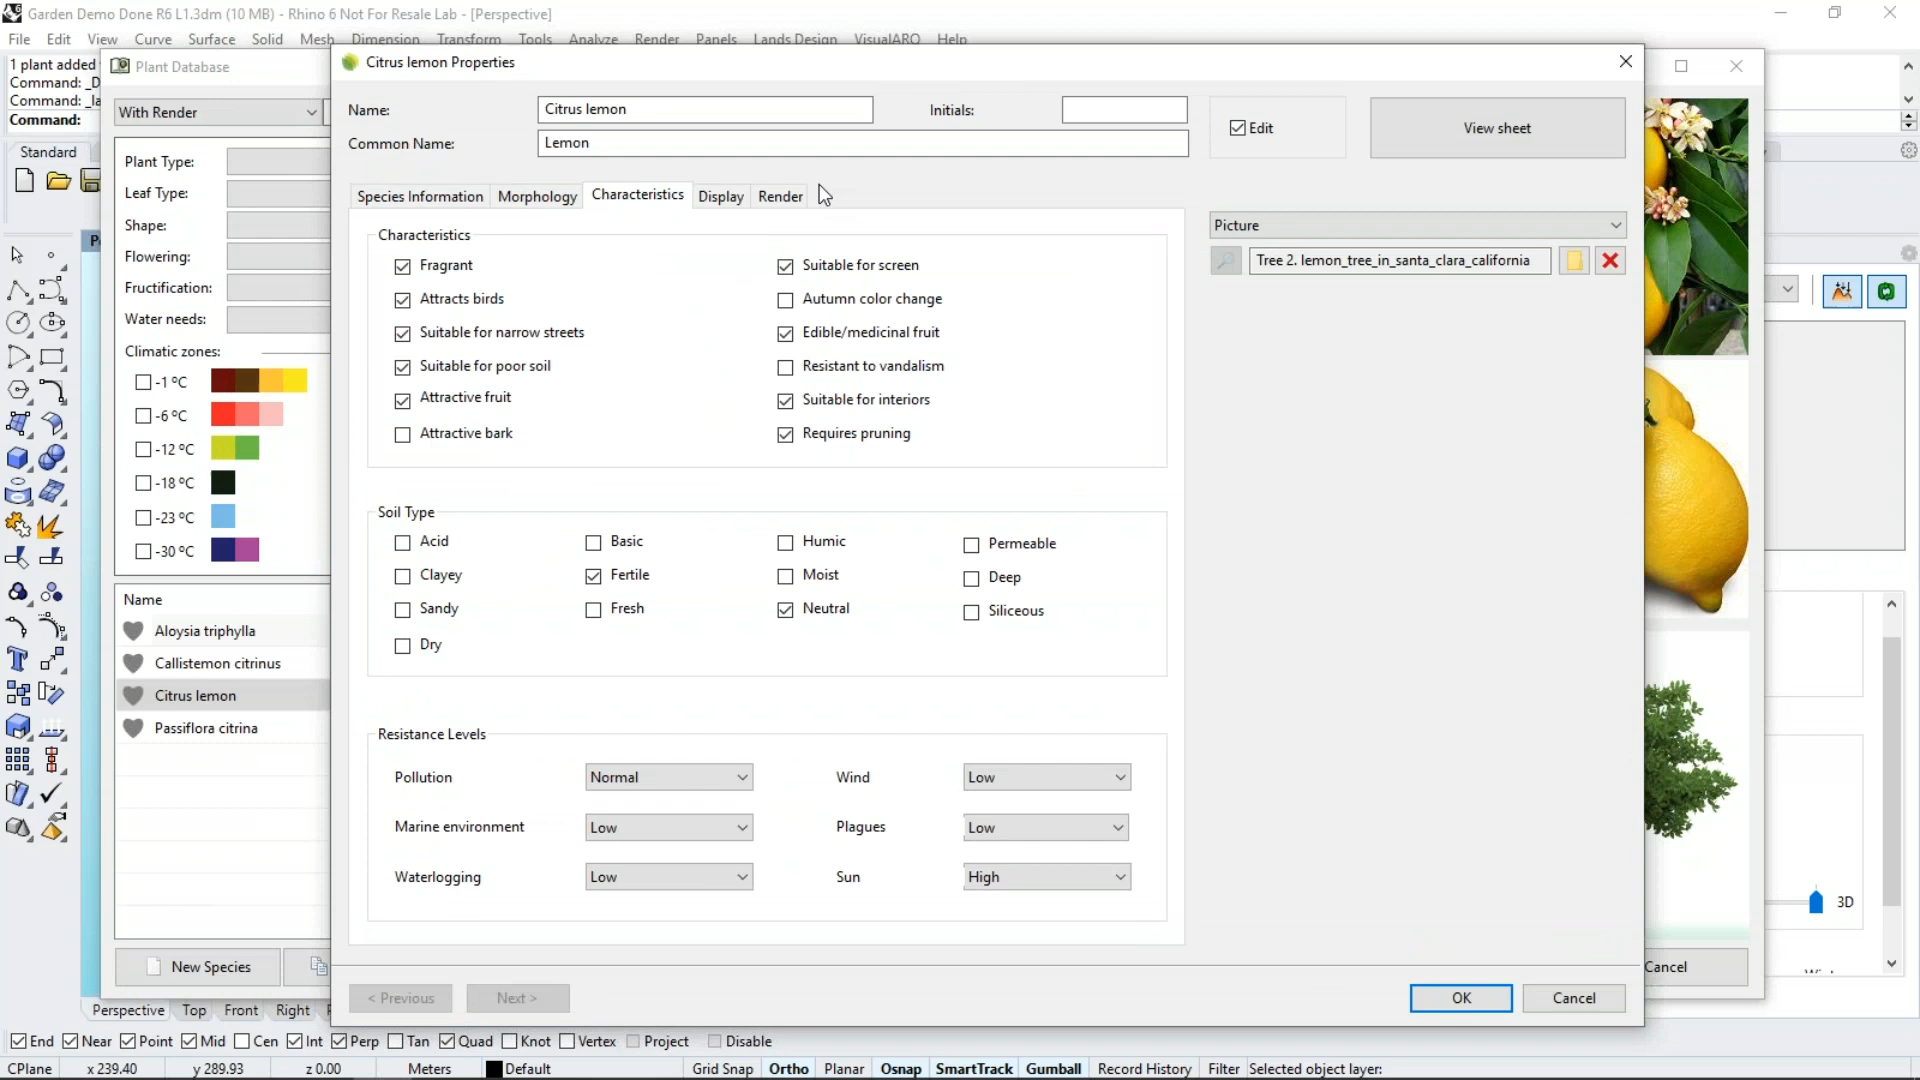 Garden Demo Done R6 L1.3dm (10 MB) - Rhino 6 Not For Resale Lab - [Perspective]
File Edit View Curve Surface Solid Mesh Dimension Transform Tools Analyze Render Panels Lands Design VisualARQ Help
1 plant added
Command: _D
Command: _la
Command:
Standard
Plant Database
With Render
Plant Type:
Leaf Type:
Shape:
Flowering:
Fructification:
Water needs:
Climatic zones:
-1 ºC
-6 ºC
-12 ºC
-18 ºC
-23 ºC
-30 ºC
Name
Aloysia triphylla
Callistemon citrinus
Citrus lemon
Passiflora citrina
New Species
Citrus lemon Properties
Name: Citrus lemon Initials:
Common Name: Lemon
Edit
View sheet
Species Information Morphology Characteristics Display Render
Picture
Tree 2. lemon_tree_in_santa_clara_california
Characteristics
Fragrant Suitable for screen
Attracts birds Autumn color change
Suitable for narrow streets Edible/medicinal fruit
Suitable for poor soil Resistant to vandalism
Attractive fruit Suitable for interiors
Attractive bark Requires pruning
Soil Type
Acid Basic Humic Permeable
Clayey Fertile Moist Deep
Sandy Fresh Neutral Siliceous
Dry
Resistance Levels
Pollution Normal Wind Low
Marine environment Low Plagues Low
Waterlogging Low Sun High
< Previous Next > OK Cancel
Cancel
3D
Perspective Top Front Right
End Near Point Mid Cen Int Perp Tan Quad Knot Vertex Project Disable
CPlane x 239.40 y 289.93 z 0.00 Meters Default Grid Snap Ortho Planar Osnap SmartTrack Gumball Record History Filter Selected object layer: